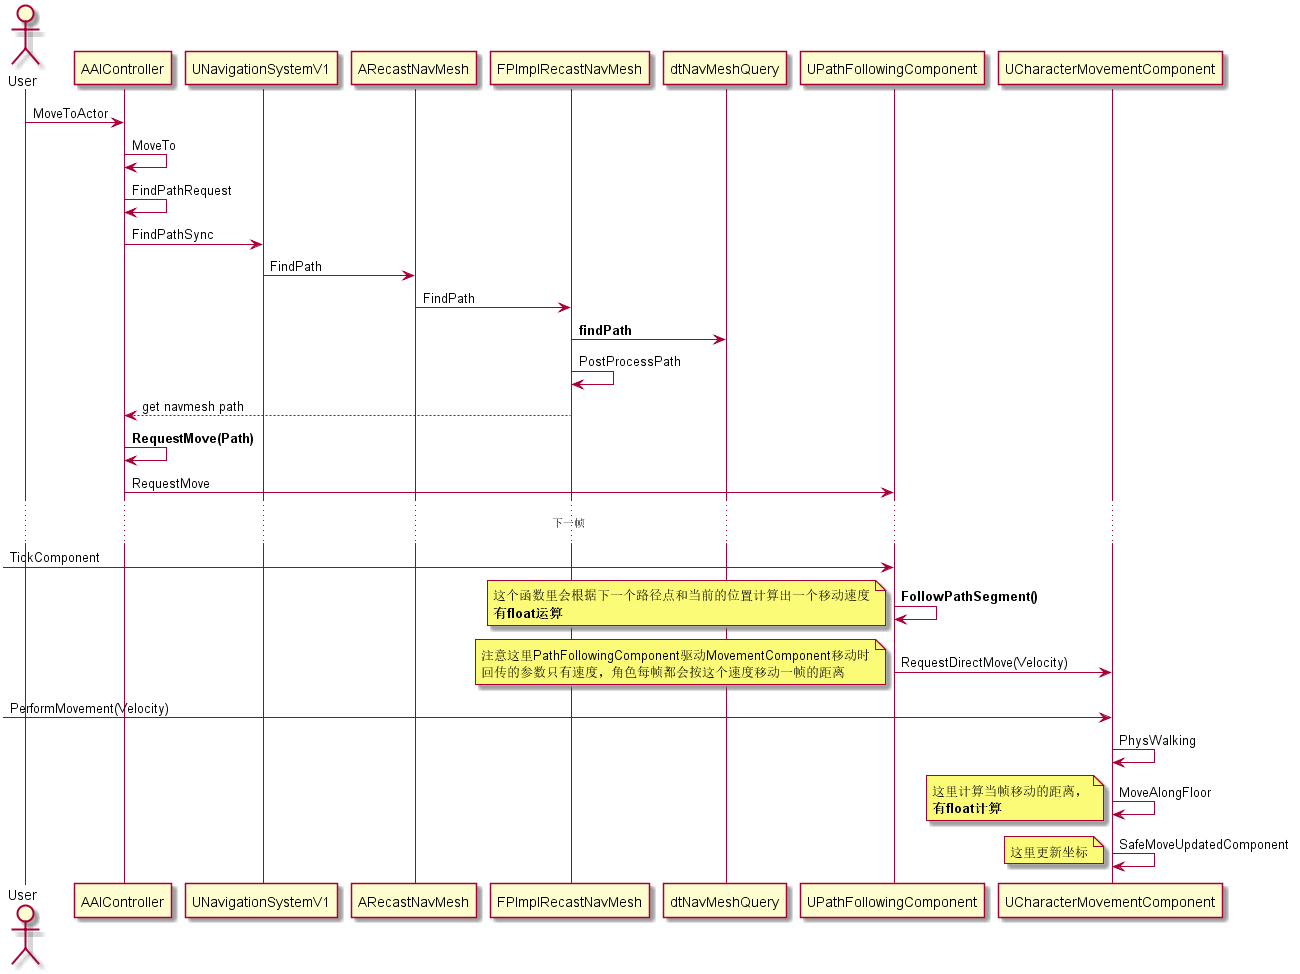 User
AAIController
UNavigationSystemV1
ARecastNavMesh
FPImplRecastNavMesh
dtNavMeshQuery
UPathFollowingComponent
UCharacterMovementComponent
MoveToActor
MoveTo
FindPathRequest
FindPathSync
FindPath
FindPath
findPath
PostProcessPath
get navmesh path
RequestMove(Path)
RequestMove
下一帧
TickComponent
这个函数里会根据下一个路径点和当前的位置计算出一个移动速度
有float运算
FollowPathSegment()
注意这里PathFollowingComponent驱动MovementComponent移动时
回传的参数只有速度，角色每帧都会按这个速度移动一帧的距离
RequestDirectMove(Velocity)
PerformMovement(Velocity)
PhysWalking
这里计算当帧移动的距离，
有float计算
MoveAlongFloor
这里更新坐标
SafeMoveUpdatedComponent
User
AAIController
UNavigationSystemV1
ARecastNavMesh
FPImplRecastNavMesh
dtNavMeshQuery
UPathFollowingComponent
UCharacterMovementComponent